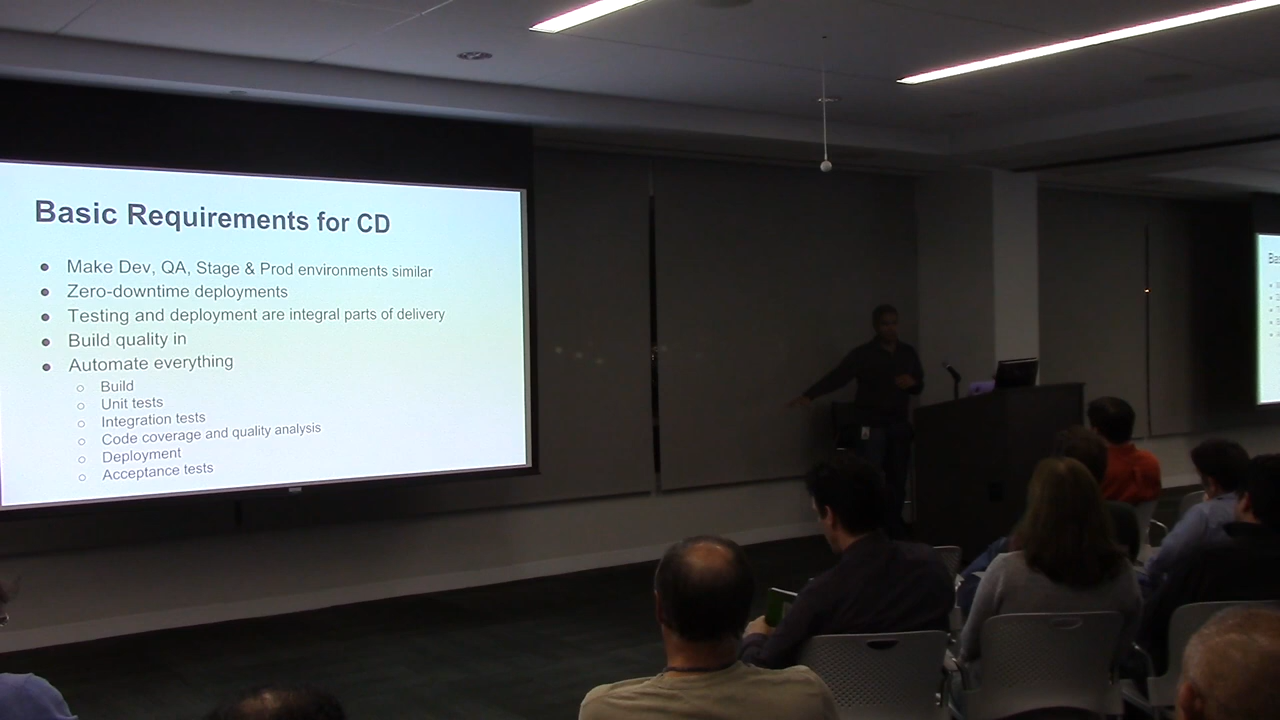 Basic Requirements for CD
Make Dev, QA, Stage & Prod environments similar
Zero-downtime deployments
Testing and deployment are integral parts of delivery
Build quality in
Automate everything
Build
Unit tests
Integration tests
Code coverage and quality analysis
Deployment
Acceptance tests